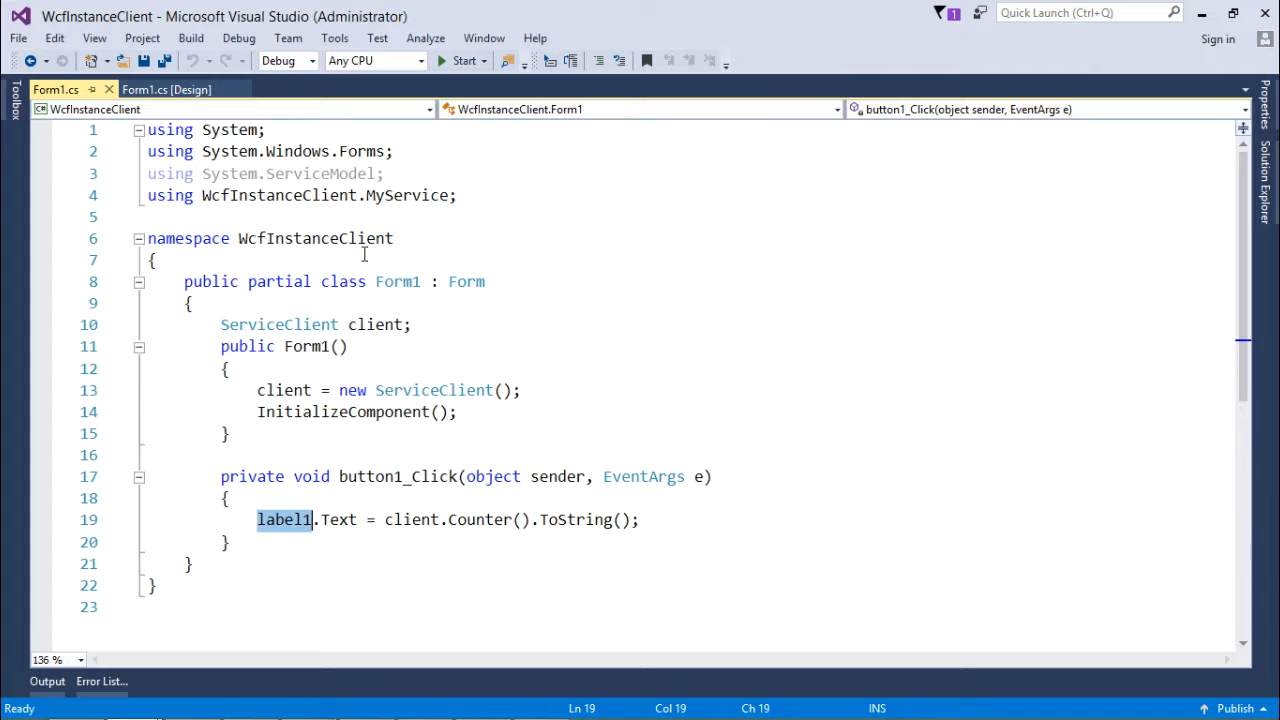 WcfInstanceClient - Microsoft Visual Studio (Administrator)
1
Quick Launch (Ctrl+Q)
File Edit View Project Build Debug Team Tools Test Analyze Window Help
Sign in
Debug Any CPU Start
Form1.cs Form1.cs [Design]
WcfInstanceClient WcfInstanceClient.Form1 button1_Click(object sender, EventArgs e)
Toolbox
Properties
Solution Explorer
1 using System;
2 using System.Windows.Forms;
3 using System.ServiceModel;
4 using WcfInstanceClient.MyService;
5
6 namespace WcfInstanceClient
7 {
8 public partial class Form1 : Form
9 {
10 ServiceClient client;
11 public Form1()
12 {
13 client = new ServiceClient();
14 InitializeComponent();
15 }
16
17 private void button1_Click(object sender, EventArgs e)
18 {
19 label1.Text = client.Counter().ToString();
20 }
21 }
22 }
23
136 %
Output Error List...
Ready Ln 19 Col 19 Ch 19 INS Publish